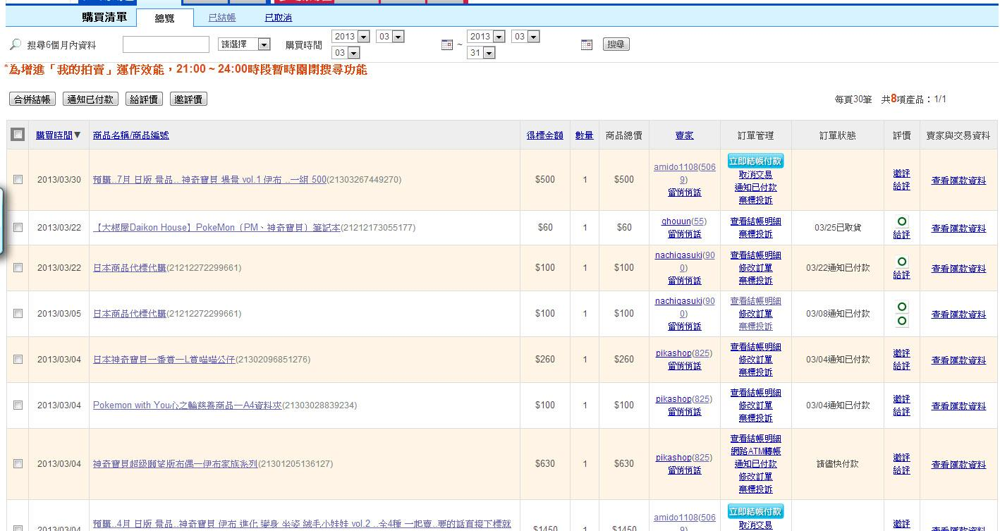 購買清單 總覽 已結帳 已取消
搜尋6個月內資料 請選擇 購買時間 2013 03 03 ~ 2013 03 31 搜尋
*為增進「我的拍賣」運作效能，21:00 ~ 24:00時段暫時關閉搜尋功能
合併結帳 通知已付款 給評價 邀評價 每頁30筆 共8項產品：1/1
購買時間▼ 商品名稱/商品編號 得標金額 數量 商品總價 賣家 訂單管理 訂單狀態 評價 賣家與交易資料
2013/03/30 預購..7月 日版 景品.. 神奇寶貝 場景 vol.1 伊布 ..一組 500(21303267449270) $500 1 $500
amido1108(5069)
留悄悄話
立即結帳付款
取消交易
通知已付款
棄標投訴
邀評
給評
查看匯款資料
2013/03/22 【大根屋Daikon House】PokeMon（PM、神奇寶貝）筆記本(21212173055177) $60 1 $60
qhouun(55)
留悄悄話
查看結帳明細
棄標投訴
03/25已取貨
給評
查看匯款資料
2013/03/22 日本商品代標代購(21212272299661) $100 1 $100
nachiqasuki(900)
留悄悄話
查看結帳明細
修改訂單
棄標投訴
03/22通知已付款
給評
查看匯款資料
2013/03/05 日本商品代標代購(21212272299661) $100 1 $100
nachiqasuki(900)
留悄悄話
查看結帳明細
修改訂單
棄標投訴
03/08通知已付款
查看匯款資料
2013/03/04 日本神奇寶貝一番賞—L賞喵喵公仔(21302096851276) $260 1 $260
pikashop(825)
留悄悄話
查看結帳明細
修改訂單
棄標投訴
03/04通知已付款
邀評
給評
查看匯款資料
2013/03/04 Pokemon with You心之輪慈善商品—A4資料夾(21303028839234) $100 1 $100
pikashop(825)
留悄悄話
查看結帳明細
修改訂單
棄標投訴
03/04通知已付款
邀評
給評
查看匯款資料
2013/03/04 神奇寶貝超級願望版布偶—伊布家族系列(21301205136127) $630 1 $630
pikashop(825)
留悄悄話
查看結帳明細
網路ATM轉帳
通知已付款
修改訂單
棄標投訴
請儘快付款
邀評
給評
查看匯款資料
2013/03/04 預購..4月 日版 景品..神奇寶貝 伊布 進化 變身 坐姿 絨毛小娃娃 vol.2 ..全4種 一起賣..要的話直接下標就 $1450 1 $1450
amido1108(5069)
立即結帳付款
取消交易
邀評
查看匯款資料